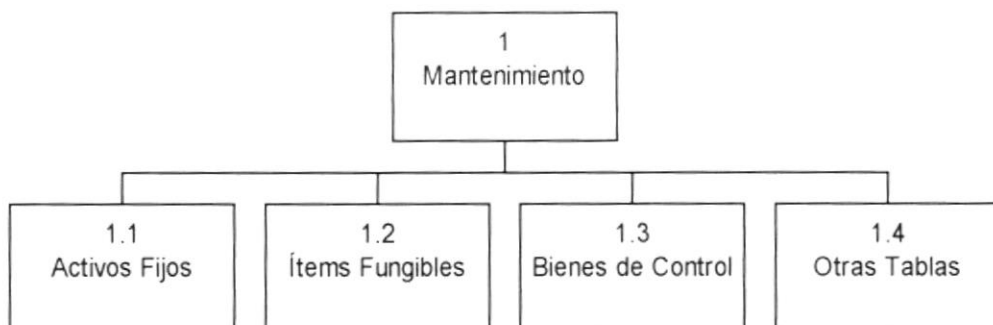 1
Mantenimiento
1.1
Activos Fijos
1.2
Ítems Fungibles
1.3
Bienes de Control
1.4
Otras Tablas